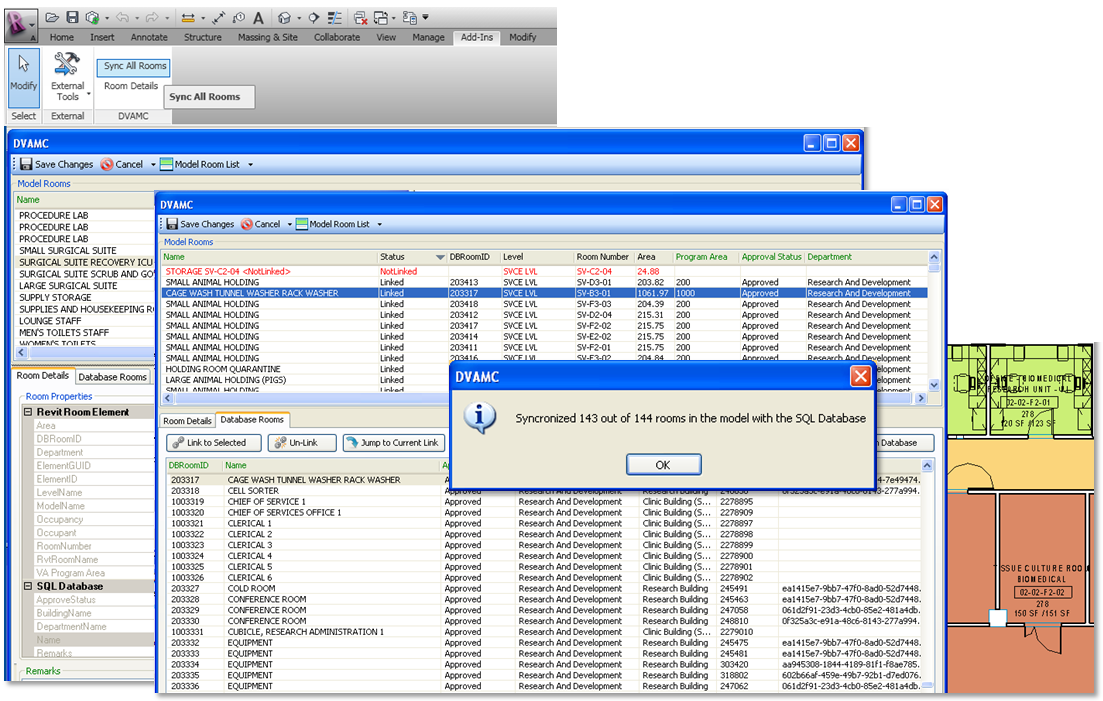 Home Insert Annotate Structure Massing & Site Collaborate View Manage Add-Ins Modify
Modify
External Tools
Sync All Rooms
Room Details
Sync All Rooms
Select External DVAMC
DVAMC
Save Changes Cancel Model Room List
Model Rooms
Name
PROCEDURE LAB
PROCEDURE LAB
PROCEDURE LAB
SMALL SURGICAL SUITE
SURGICAL SUITE RECOVERY ICU
SURGICAL SUITE SCRUB AND GO
LARGE SURGICAL SUITE
SUPPLY STORAGE
SUPPLIES AND HOUSEKEEPING R
LOUNGE STAFF
MEN'S TOILETS STAFF
WOMEN'S TOILETS
Room Details Database Rooms
Room Properties
Revit Room Element
Area
DBRoomID
Department
ElementGUID
ElementID
LevelName
ModelName
Occupancy
Occupant
RoomNumber
RvtRoomName
VA Program Area
SQL Database
ApproveStatus
BuildingName
DepartmentName
Name
Remarks
Remarks
DVAMC
Save Changes Cancel Model Room List
Model Rooms
Name Status DBRoomID Level Room Number Area Program Area Approval Status Department
STORAGE SV-C2-04 <NotLinked> NotLinked SVCE LVL SV-C2-04 24.88
SMALL ANIMAL HOLDING Linked 203413 SVCE LVL SV-D3-01 203.82 200 Approved Research And Development
CAGE WASH TUNNEL WASHER RACK WASHER Linked 203317 SVCE LVL SV-B3-01 1061.97 1000 Approved Research And Development
SMALL ANIMAL HOLDING Linked 203418 SVCE LVL SV-F3-03 204.39 200 Approved Research And Development
SMALL ANIMAL HOLDING Linked 203412 SVCE LVL SV-D2-04 215.31 200 Approved Research And Development
SMALL ANIMAL HOLDING Linked 203417 SVCE LVL SV-F2-02 215.75 200 Approved Research And Development
SMALL ANIMAL HOLDING Linked 203414 SVCE LVL SV-E2-02 215.75 200 Approved Research And Development
SMALL ANIMAL HOLDING Linked 203411 SVCE LVL SV-F2-01 215.75 200 Approved Research And Development
SMALL ANIMAL HOLDING Linked 203416 SVCE LVL SV-F3-02 204.84 200 Approved Research And Development
HOLDING ROOM QUARANTINE Linked
LARGE ANIMAL HOLDING (PIGS) Linked
SMALL ANIMAL HOLDING Linked
DVAMC
Syncronized 143 out of 144 rooms in the model with the SQL Database
OK
Room Details Database Rooms
Link to Selected Un-Link Jump to Current Link Database
DBRoomID Name
203317 CAGE WASH TUNNEL WASHER RACK WASHER Approved Research And Development Research Building 4-7e49474.
203318 CELL SORTER Approved Research And Development Research Building 248858 0f325a3c-e91a-48c6-8143-277a994.
1003319 CHIEF OF SERVICE 1 Approved Research And Development Clinic Building (S... 2278895
1003320 CHIEF OF SERVICES OFFICE 1 Approved Research And Development Clinic Building (S... 2278909
1003321 CLERICAL 1 Approved Research And Development Clinic Building (S... 2278897
1003322 CLERICAL 2 Approved Research And Development Clinic Building (S... 2278898
1003323 CLERICAL 3 Approved Research And Development Clinic Building (S... 2278899
1003324 CLERICAL 4 Approved Research And Development Clinic Building (S... 2278900
1003325 CLERICAL 5 Approved Research And Development Clinic Building (S... 2278901
1003326 CLERICAL 6 Approved Research And Development Clinic Building (S... 2278902
203327 COLD ROOM Approved Research And Development Research Building 245491 ea1415e7-9bb7-47f0-8ad0-52d7448.
203328 CONFERENCE ROOM Approved Research And Development Research Building 245463 ea1415e7-9bb7-47f0-8ad0-52d7448.
203329 CONFERENCE ROOM Approved Research And Development Research Building 247058 061d2f91-23d3-4cb0-85e2-481a4db.
203330 CONFERENCE ROOM Approved Research And Development Research Building 248810 0f325a3c-e91a-48c6-8143-277a994.
1003331 CUBICLE, RESEARCH ADMINISTRATION 1 Approved Research And Development Clinic Building (S... 2279010
203332 EQUIPMENT Approved Research And Development Research Building 245475 ea1415e7-9bb7-47f0-8ad0-52d7448.
203333 EQUIPMENT Approved Research And Development Research Building 245481 ea1415e7-9bb7-47f0-8ad0-52d7448.
203334 EQUIPMENT Approved Research And Development Research Building 303420 aa945308-1844-4189-81f1-f8ae785.
203335 EQUIPMENT Approved Research And Development Research Building 318802 602b66af-459e-49b7-92b1-d7ed076.
203336 EQUIPMENT Approved Research And Development Research Building 247062 061d2f91-23d3-4cb0-85e2-481a4db.
BIOMEDICAL
RESEARCH UNIT -
02-02-F2-01
278
120 SF /123 SF
TISSUE CULTURE ROOM
BIOMEDICAL
02-02-F2-02
278
150 SF /151 SF